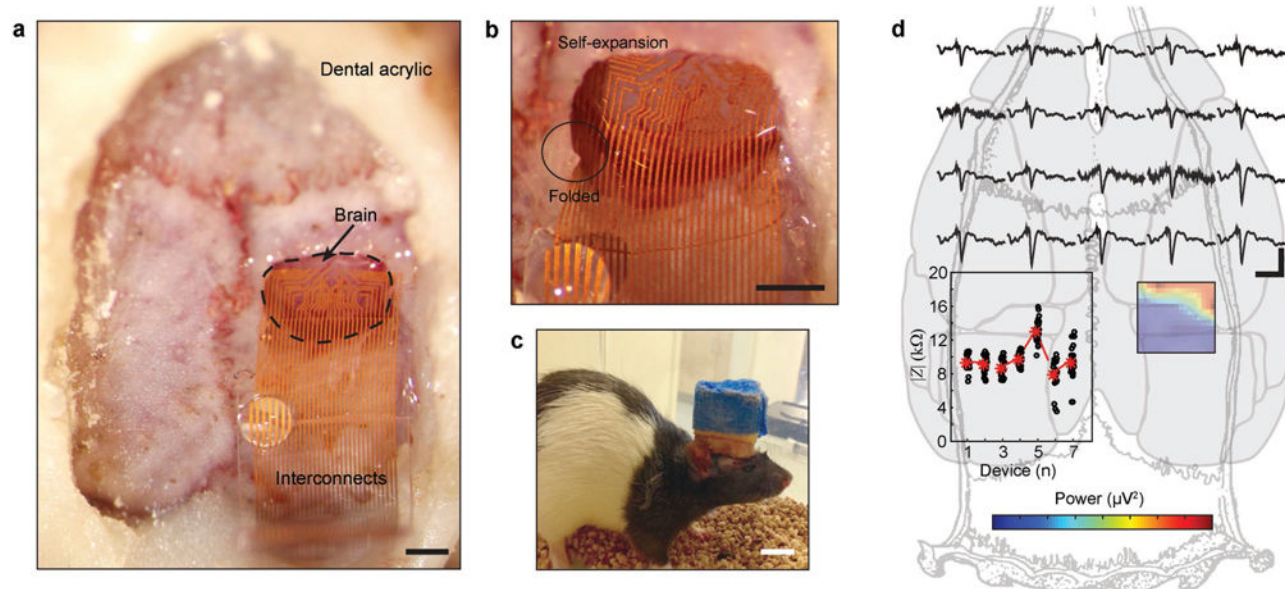 a
Dental acrylic
Brain
Interconnects
b
Self-expansion
Folded
c
d
20
16
12
8
4
0
|Z| (kΩ)
1 3 5 7
Device (n)
Power (µV²)